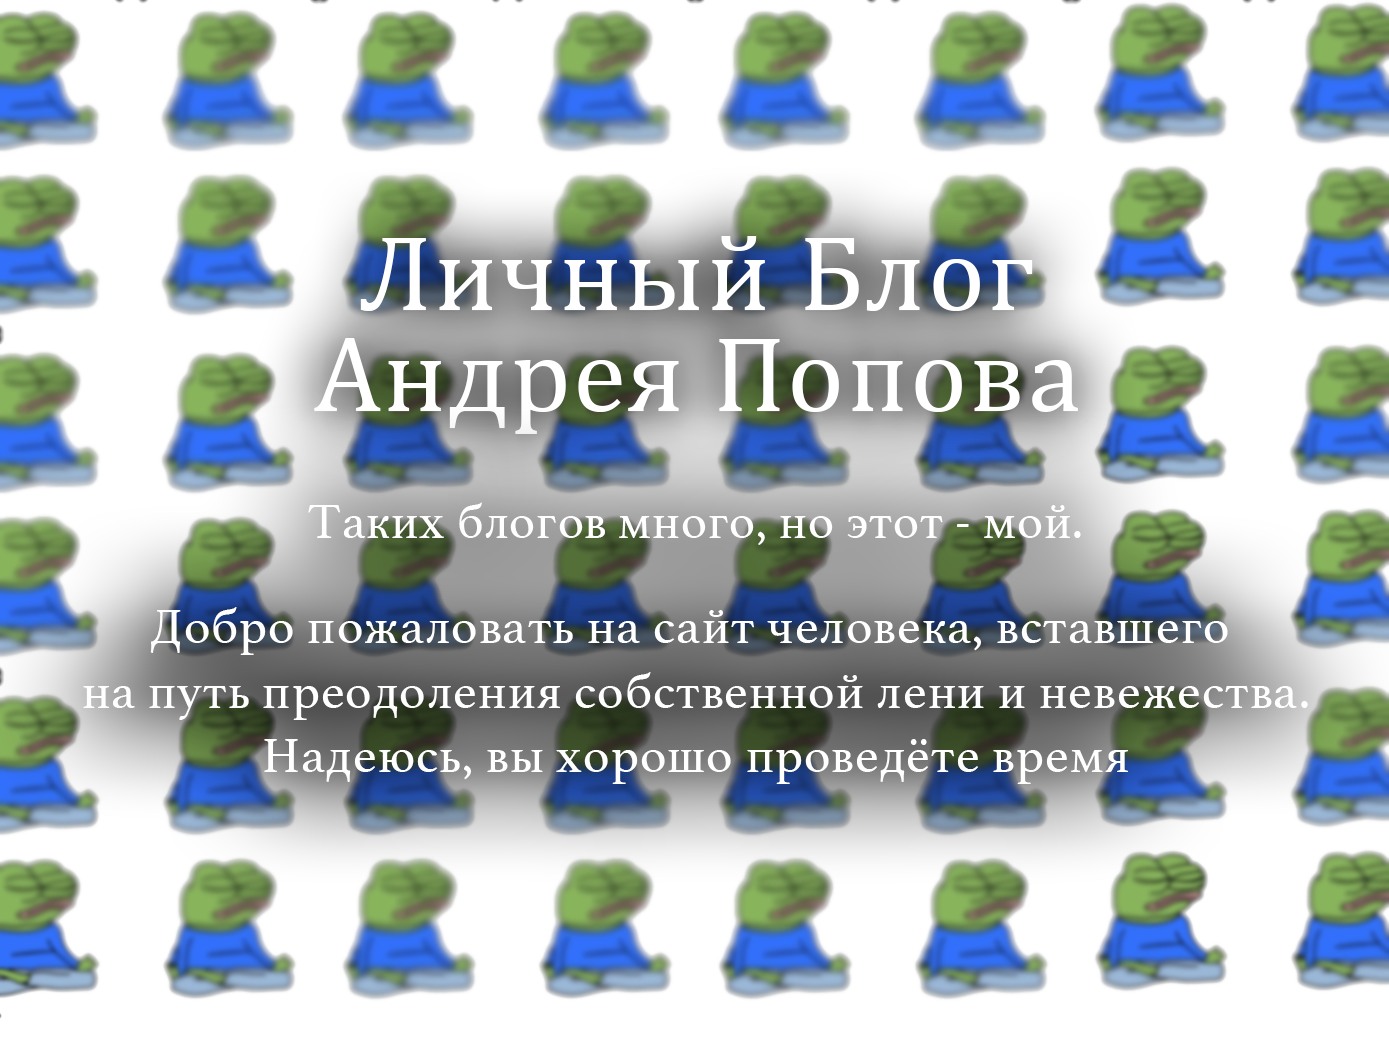 Личный Блог
Андрея Попова
Таких блогов много, но этот - мой.
Добро пожаловать на сайт человека, вставшего
на путь преодоления собственной лени и невежества.
Надеюсь, вы хорошо проведёте время